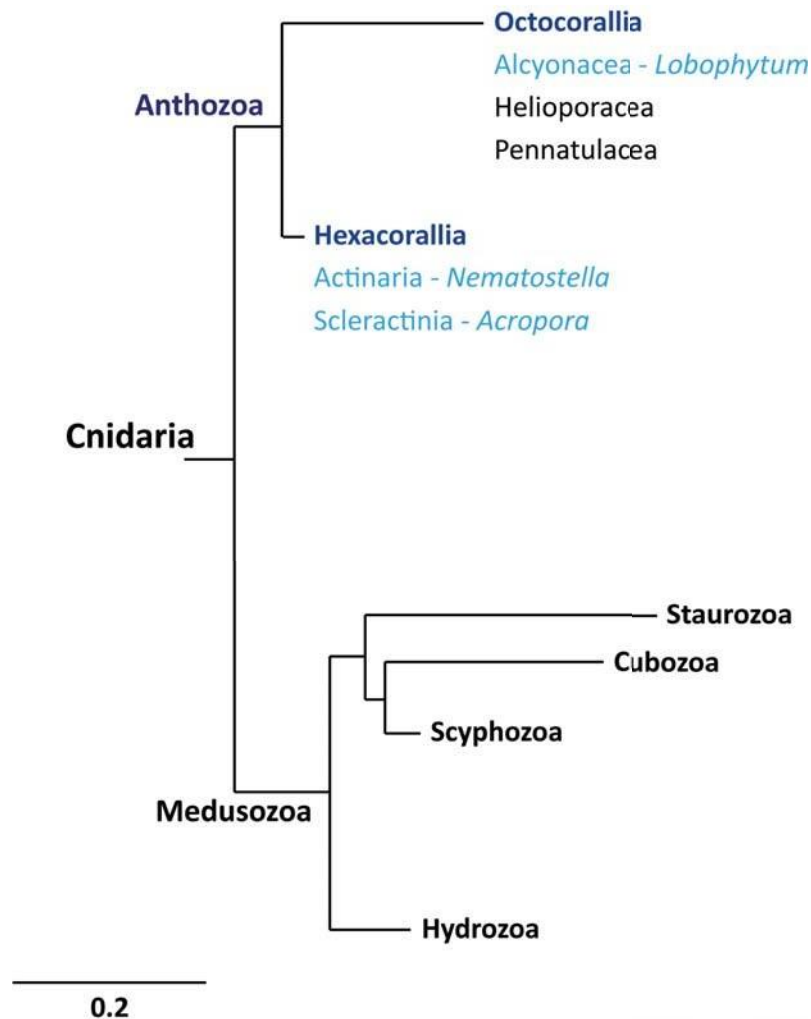 Octocorallia
Alcyonacea - Lobophytum
Anthozoa
Helioporacea
Pennatulacea
Hexacorallia
Actinaria - Nematostella
Scleractinia - Acropora
Cnidaria
Staurozoa
Cubozoa
Scyphozoa
Medusozoa
Hydrozoa
0.2